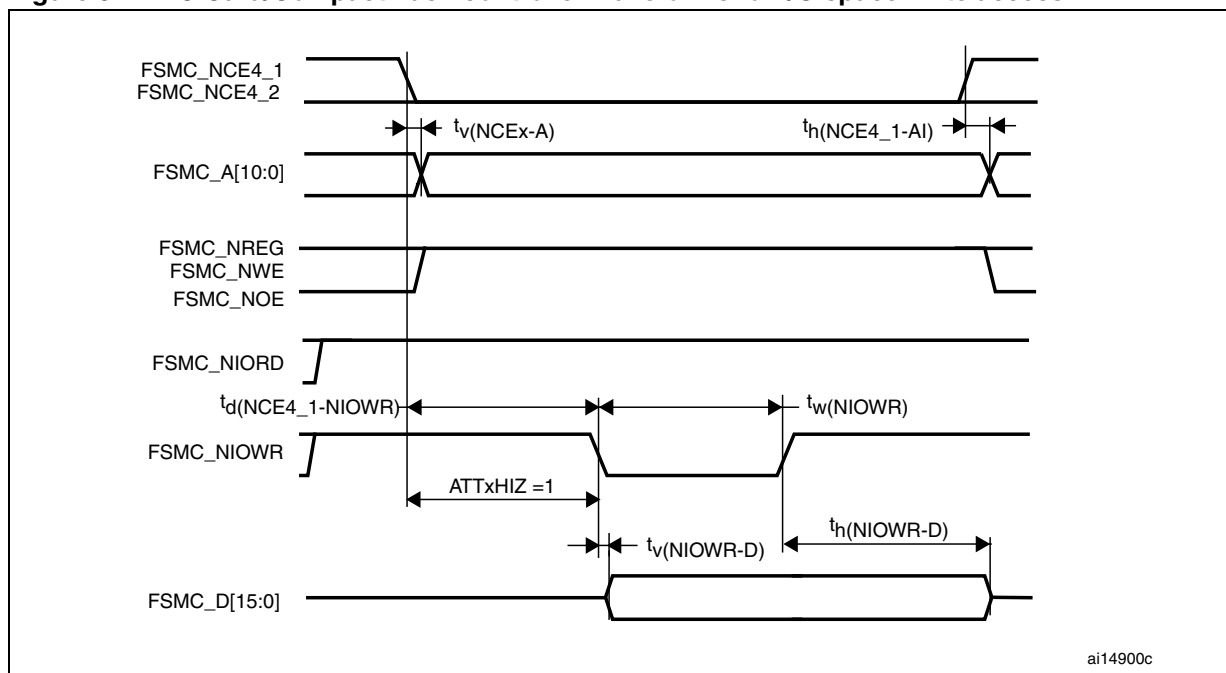 FSMC_NCE4_1
FSMC_NCE4_2
tv(NCEx-A)
th(NCE4_1-AI)
FSMC_A[10:0]
FSMC_NREG
FSMC_NWE
FSMC_NOE
FSMC_NIORD
td(NCE4_1-NIOWR)
tw(NIOWR)
FSMC_NIOWR
ATTxHIZ =1
tv(NIOWR-D)
th(NIOWR-D)
FSMC_D[15:0]
ai14900c